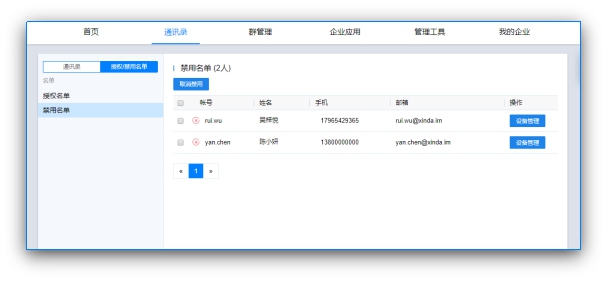 首页 通讯录 群管理 企业应用 管理工具 我的企业
通讯录 授权/禁用名单
名单
授权名单
禁用名单
禁用名单 (2人)
取消禁用
帐号 姓名 手机 邮箱 操作
rui.wu 吴梓悦 17965429365 rui.wu@xinda.im 设备管理
yan.chen 陈小妍 13800000000 yan.chen@xinda.im 设备管理
« 1 »